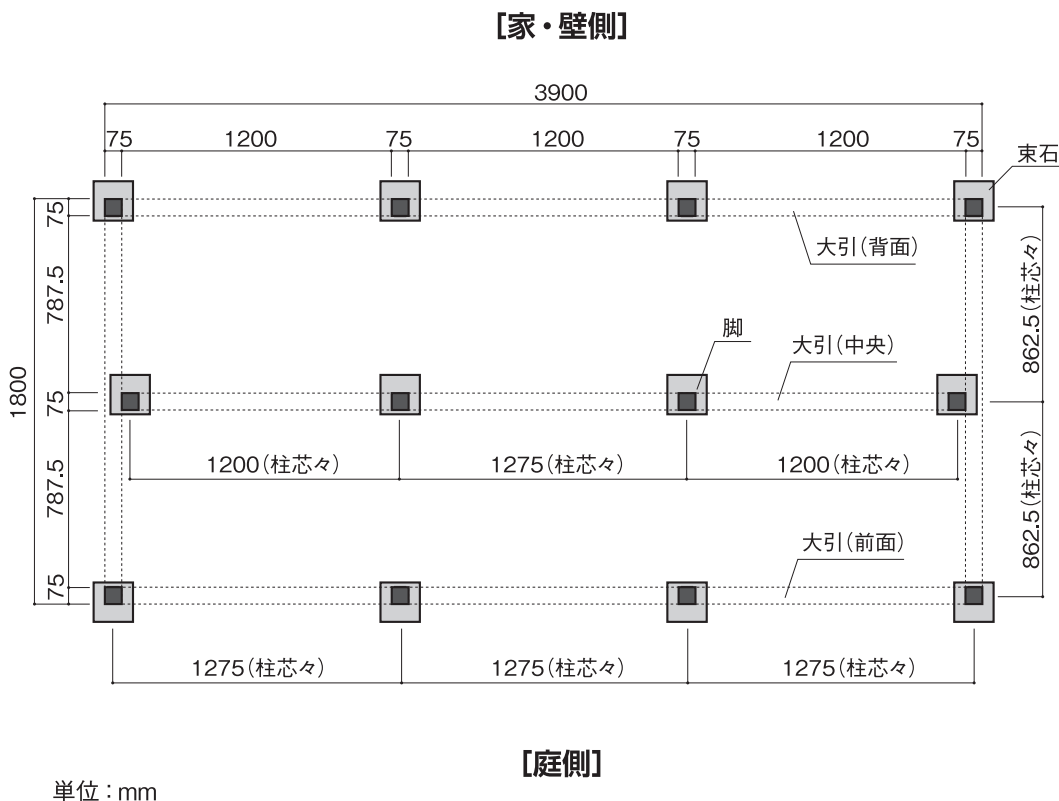 [家・壁側]
3900
75 1200 75 1200 75 1200 75
束石
75
大引(背面)
787.5
862.5(柱芯々)
脚
大引(中央)
1800
75
1200(柱芯々) 1275(柱芯々) 1200(柱芯々)
787.5
862.5(柱芯々)
大引(前面)
75
1275(柱芯々) 1275(柱芯々) 1275(柱芯々)
[庭側]
単位:mm